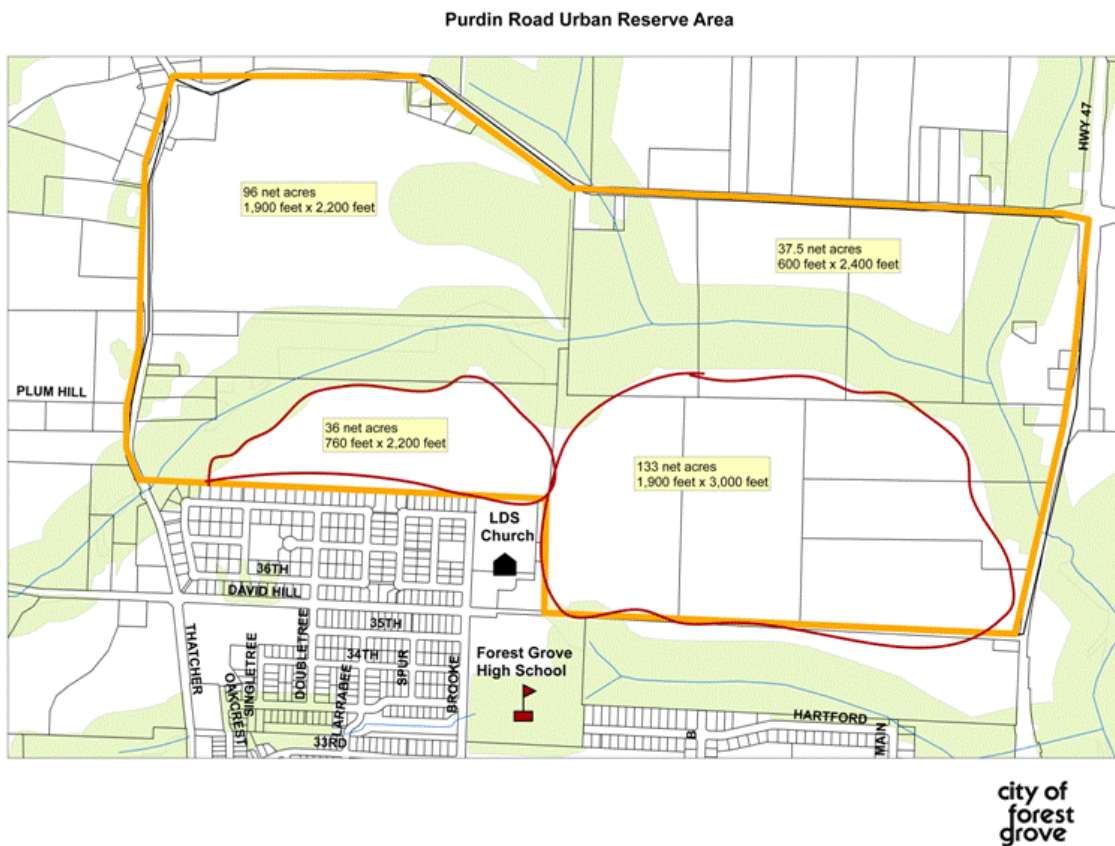 Purdin Road Urban Reserve Area
HWY 47
96 net acres
1,900 feet x 2,200 feet
37.5 net acres
600 feet x 2,400 feet
PLUM HILL
36 net acres
760 feet x 2,200 feet
133 net acres
1,900 feet x 3,000 feet
LDS
Church
36TH
DAVID HILL
35TH
THATCHER
SINGLETREE
OAKCREST
DOUBLETREE
34TH
LARRABEE
SPUR
BROOKE
Forest Grove
High School
33RD
HARTFORD
B
MAIN
city of
forest
grove